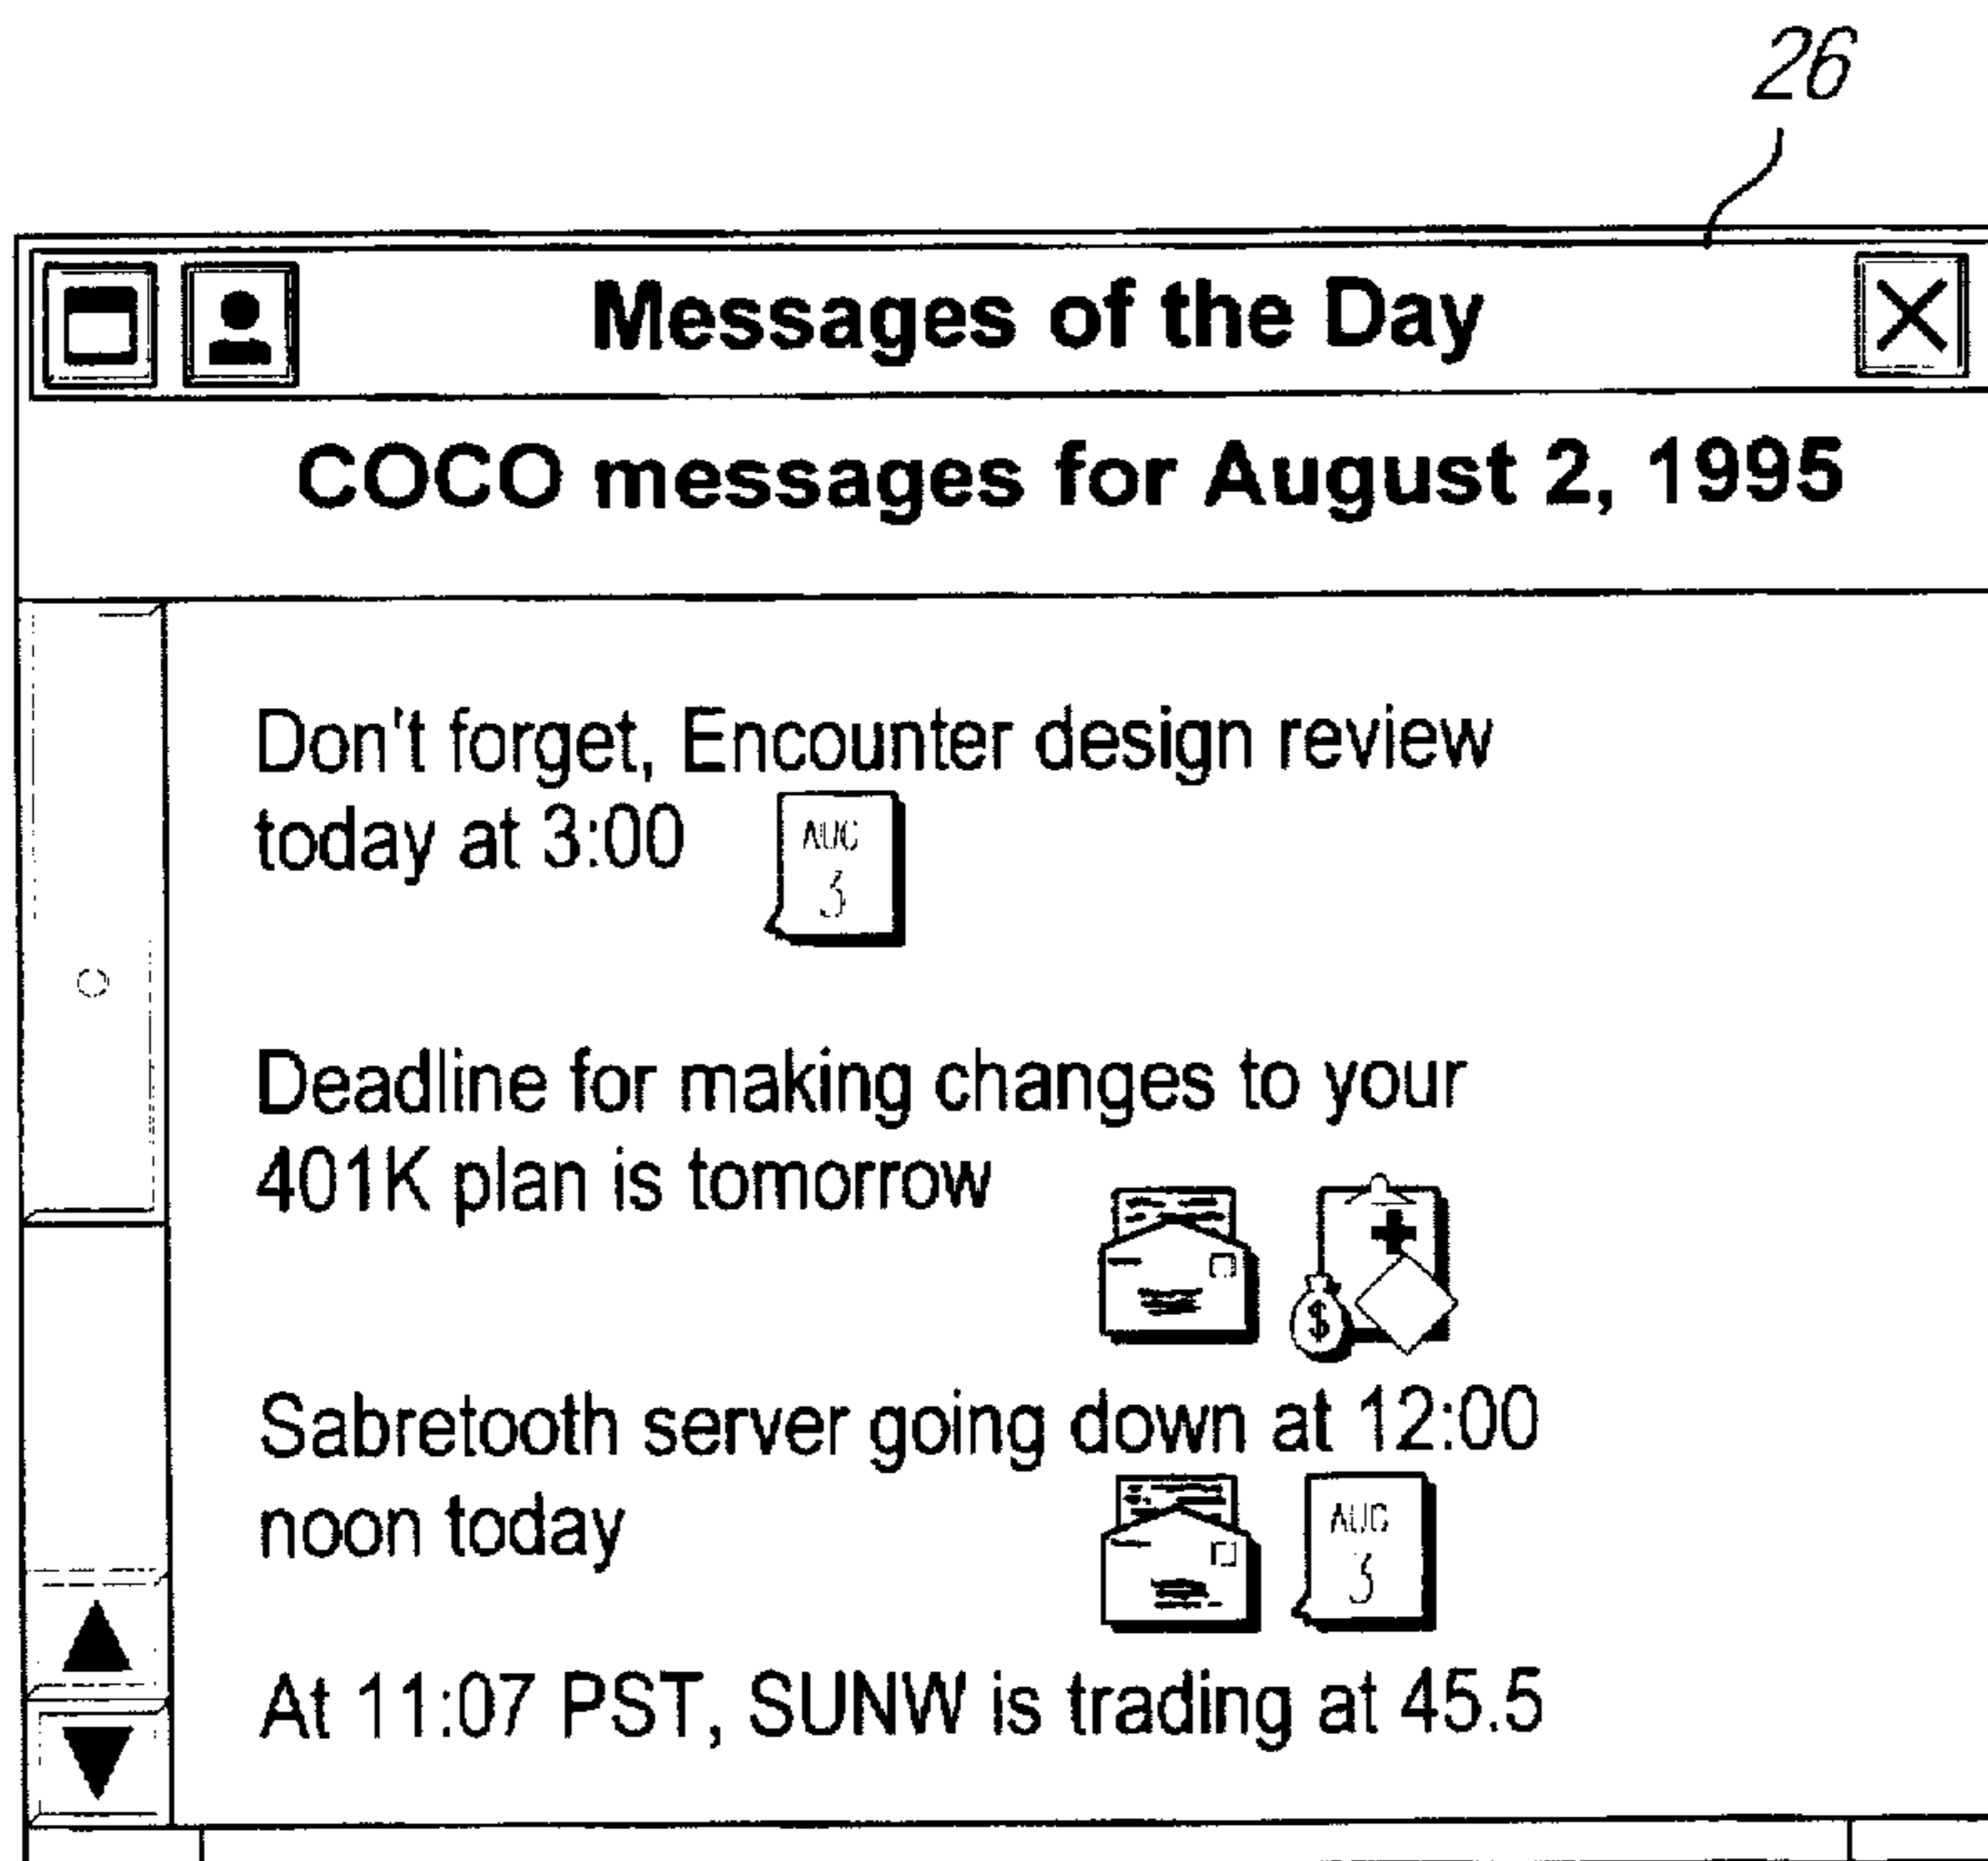 26
Messages of the Day
COCO messages for August 2, 1995
Don't forget, Encounter design review
today at 3:00
AUG
3
Deadline for making changes to your
401K plan is tomorrow
$
Sabretooth server going down at 12:00
noon today
AUG
3
At 11:07 PST, SUNW is trading at 45.5